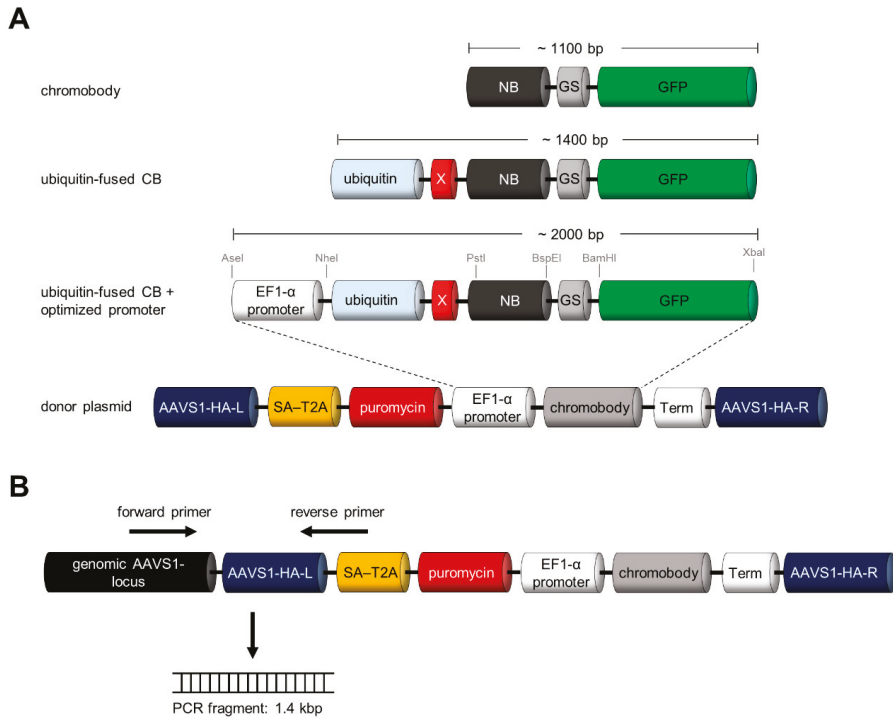 A
~ 1100 bp
chromobody
NB
GS
GFP
~ 1400 bp
ubiquitin-fused CB
ubiquitin
X
NB
GS
GFP
~ 2000 bp
AseI
NheI
PstI
BspEI
BamHI
XbaI
ubiquitin-fused CB +
optimized promoter
EF1-α
promoter
ubiquitin
X
NB
GS
GFP
donor plasmid
AAVS1-HA-L
SA–T2A
puromycin
EF1-α
promoter
chromobody
Term
AAVS1-HA-R
B
forward primer
reverse primer
genomic AAVS1-
locus
AAVS1-HA-L
SA–T2A
puromycin
EF1-α
promoter
chromobody
Term
AAVS1-HA-R
PCR fragment: 1.4 kbp